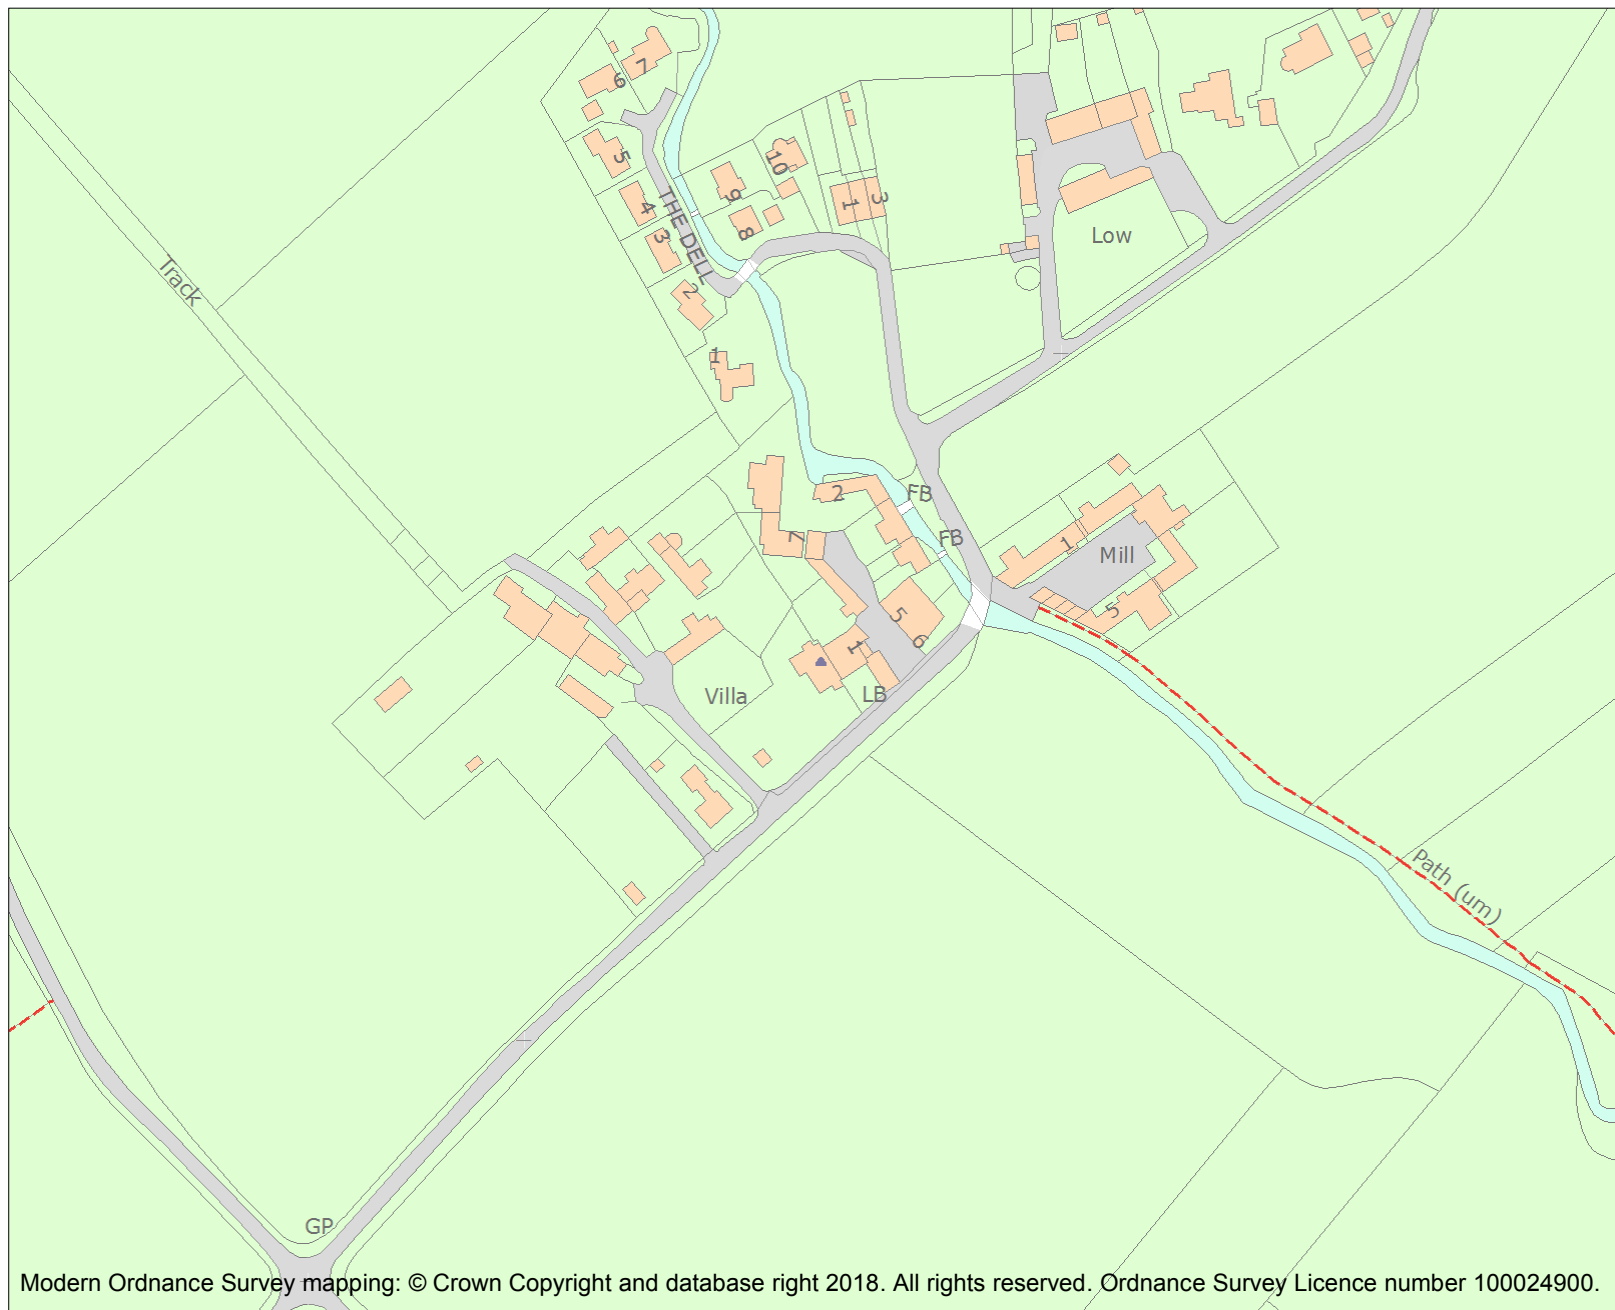 7
6
5
10
9
4
THE DELL
1
3
8
3
Low
Track
2
1
2
FB
7
FB
1
Mill
5
5
6
1
Villa
LB
Path (um)
GP
Modern Ordnance Survey mapping: © Crown Copyright and database right 2018. All rights reserved. Ordnance Survey Licence number 100024900.